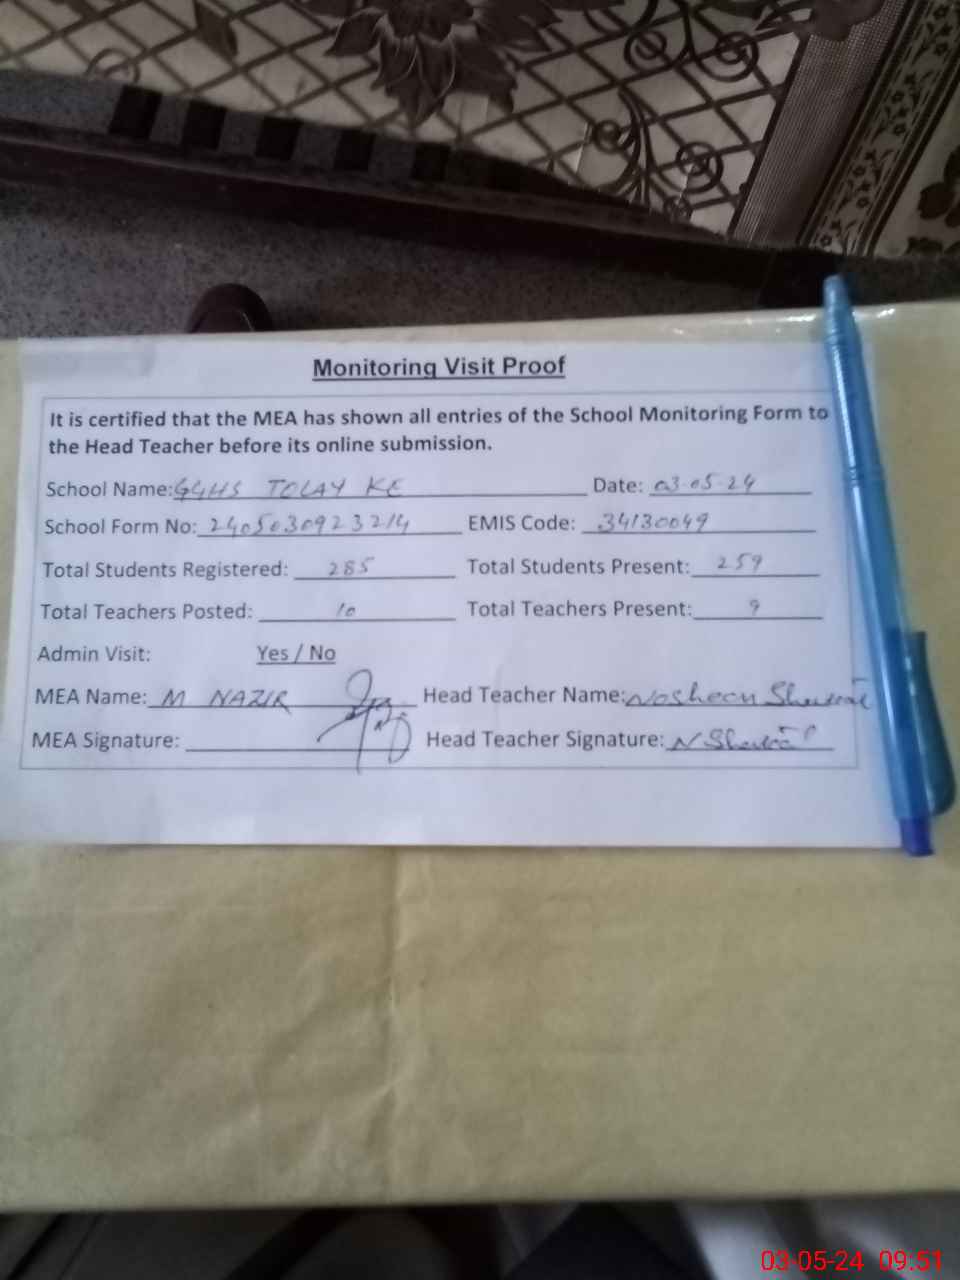 Monitoring Visit Proof
It is certified that the MEA has shown all entries of the School Monitoring Form to
the Head Teacher before its online submission.
School Name: GGHS TOLAY KE Date: 03-05-24
School Form No: 2405030923214 EMIS Code: 34130049
Total Students Registered: 285 Total Students Present: 259
Total Teachers Posted: 10 Total Teachers Present: 9
Admin Visit: Yes / No
MEA Name: M NAZIR Head Teacher Name: Nosheen
MEA Signature: Head Teacher Signature:
03-05-24 09:51